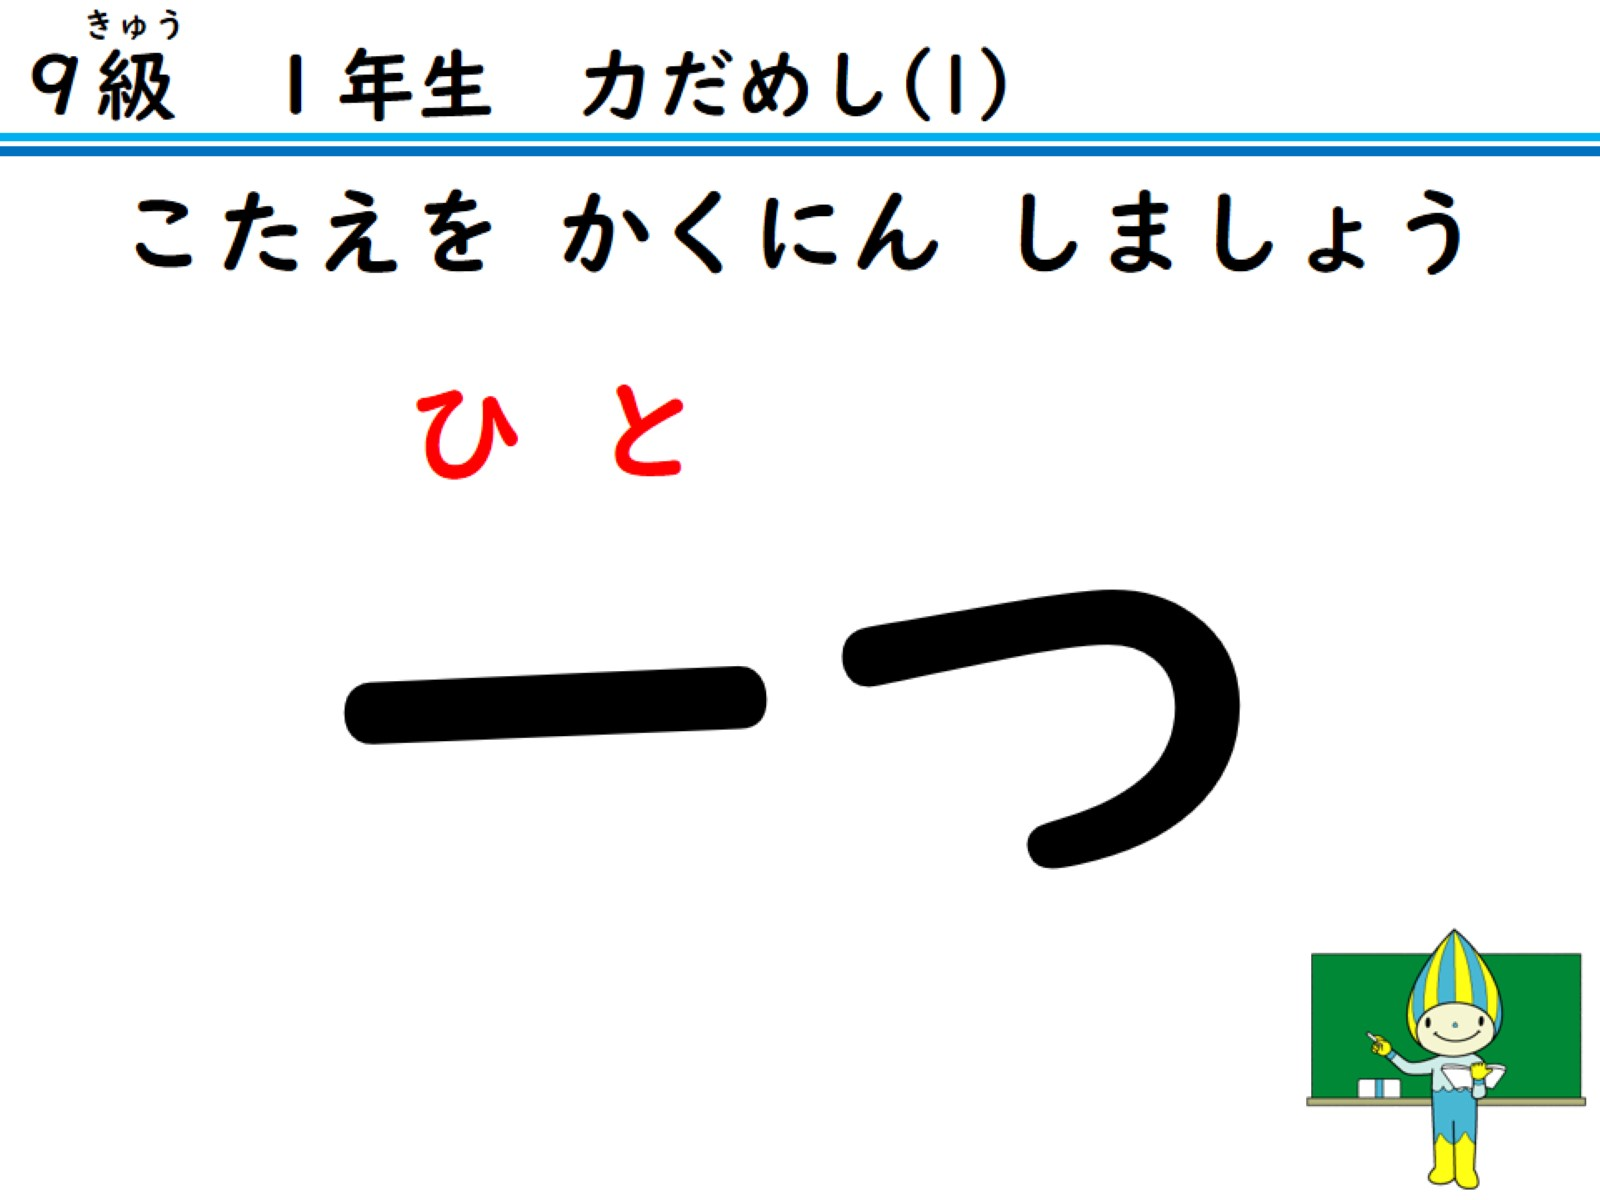 きゅう
9級　1年生　力だめし(1)
こたえを かくにん しましょう
ひと
一つ